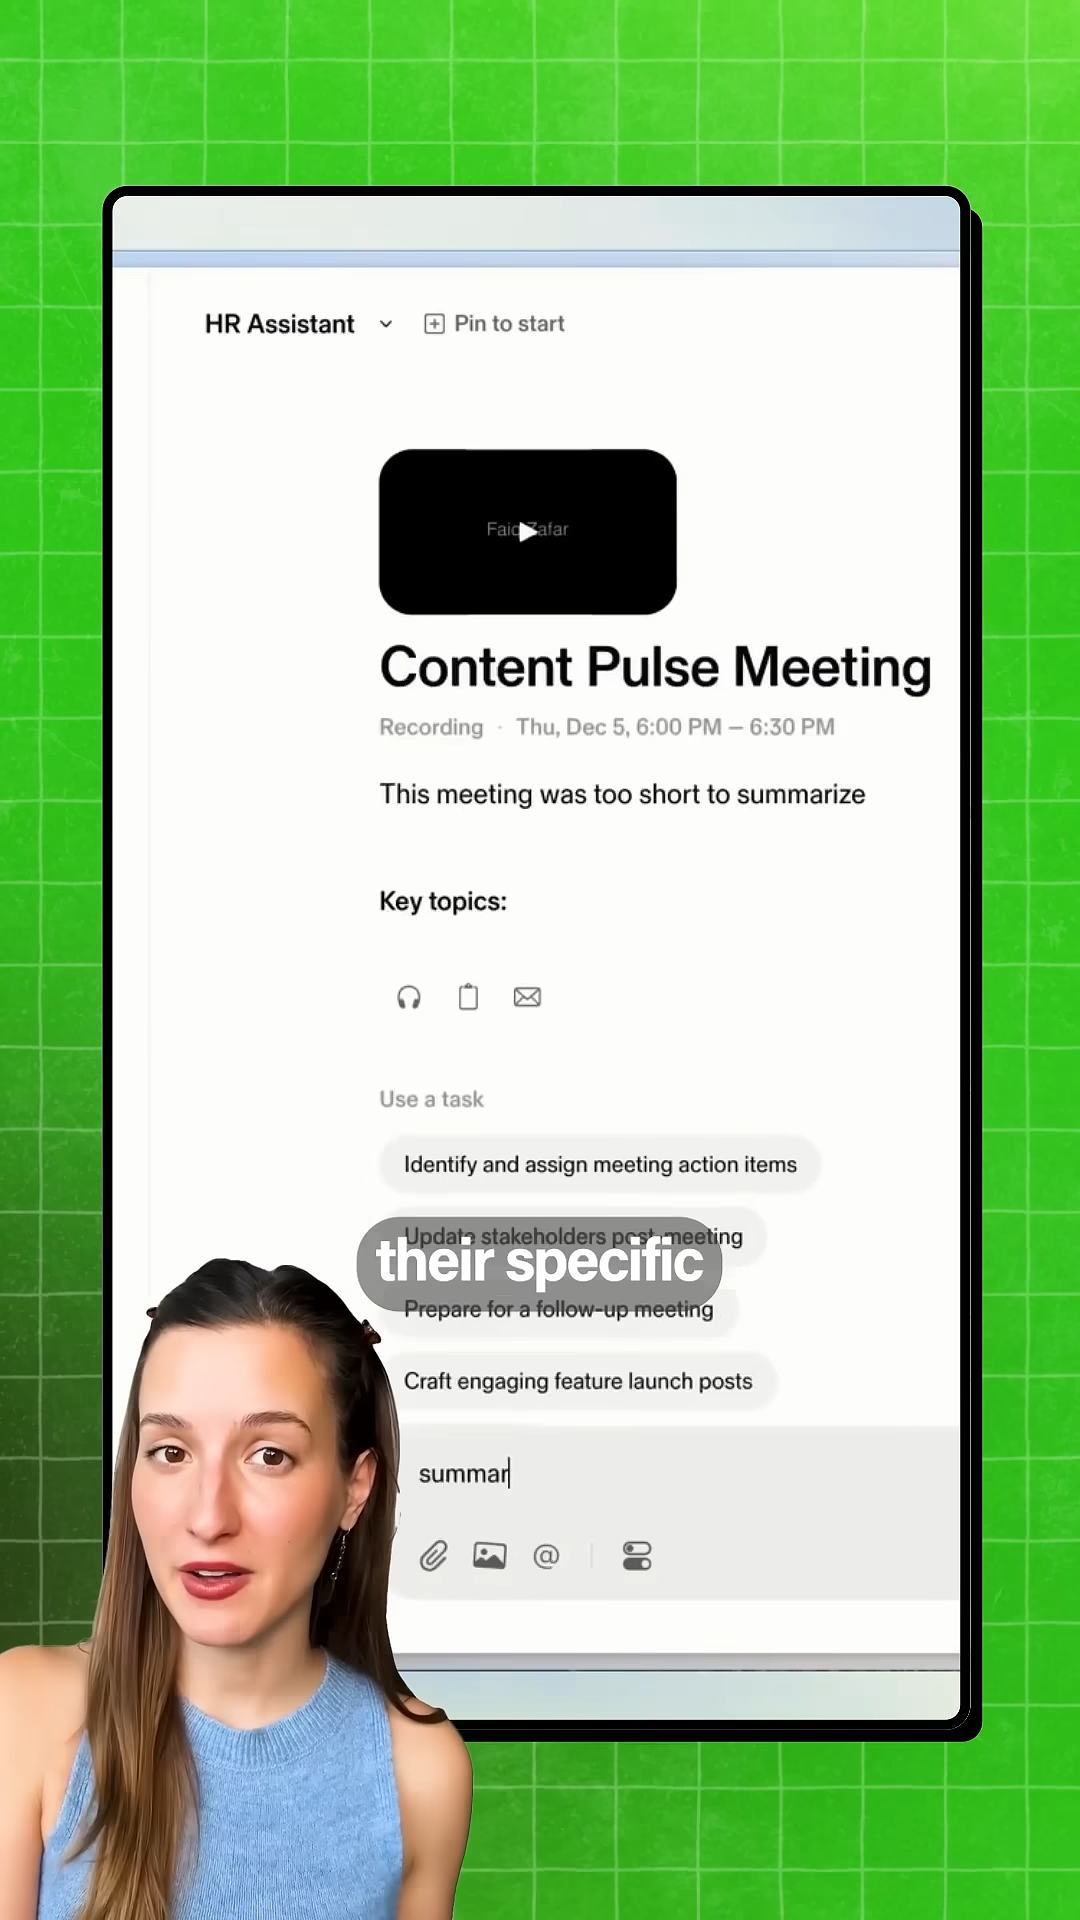 HR Assistant
Pin to start
Content Pulse Meeting
Recording · Thu, Dec 5, 6:00 PM – 6:30 PM
This meeting was too short to summarize
Key topics:
Use a task
Identify and assign meeting action items
Update stakeholders post-meeting
their specific
Prepare for a follow-up meeting
Craft engaging feature launch posts
summar
@